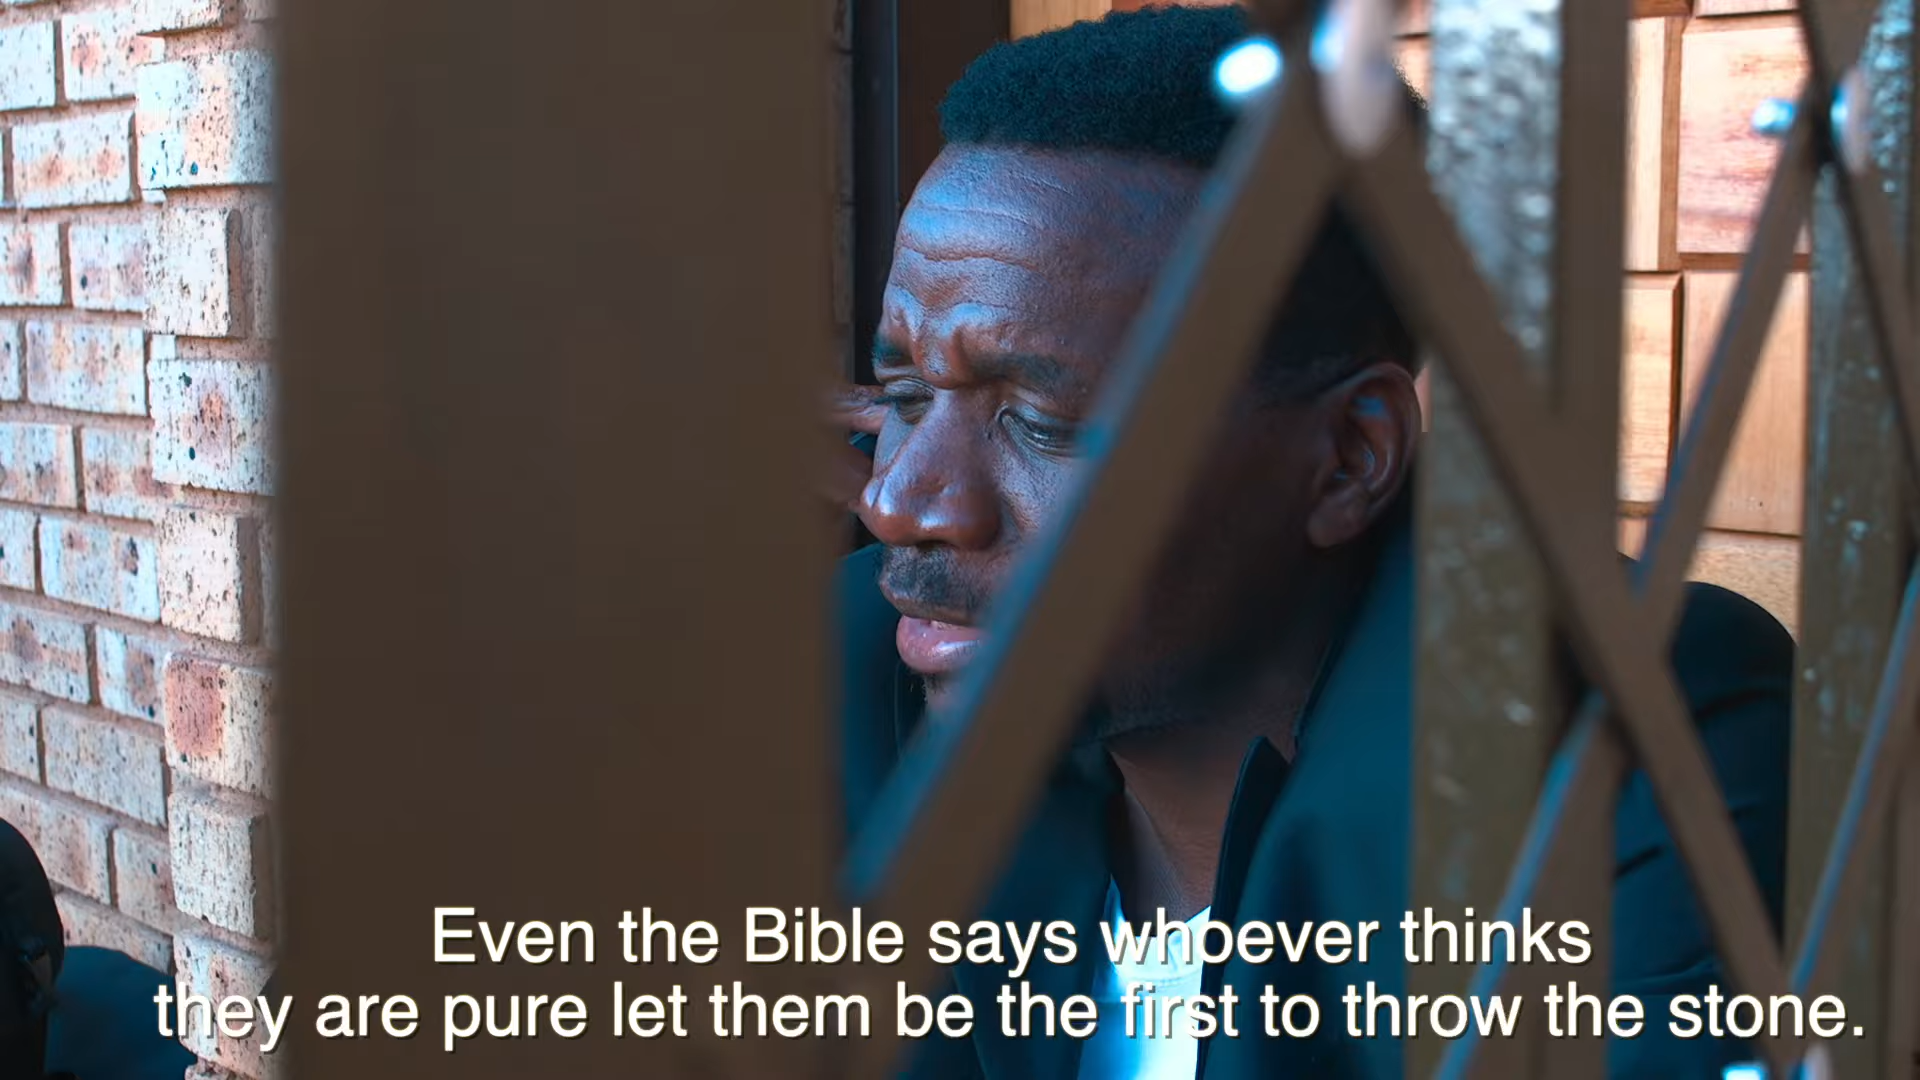 Even the Bible says whoever thinks
they are pure let them be the first to throw the stone.